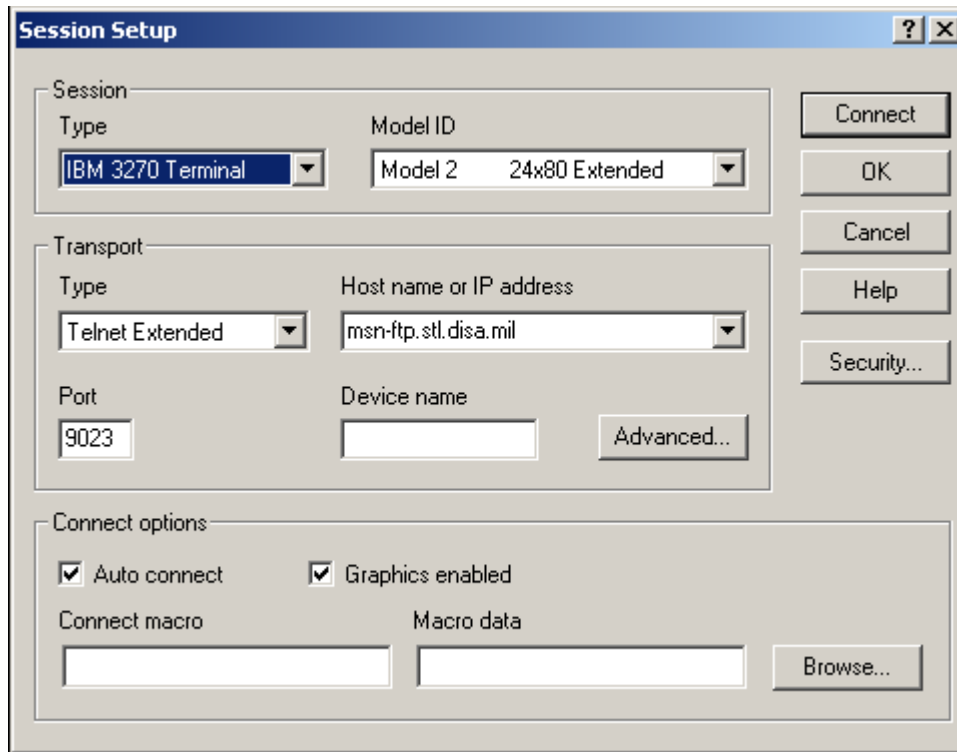 Session Setup
Session
Type
Model ID
IBM 3270 Terminal
Model 2 24x80 Extended
Transport
Type
Host name or IP address
Telnet Extended
msn-ftp.stl.disa.mil
Port
Device name
9023
Advanced...
Connect options
Auto connect
Graphics enabled
Connect macro
Macro data
Browse...
Connect
OK
Cancel
Help
Security...